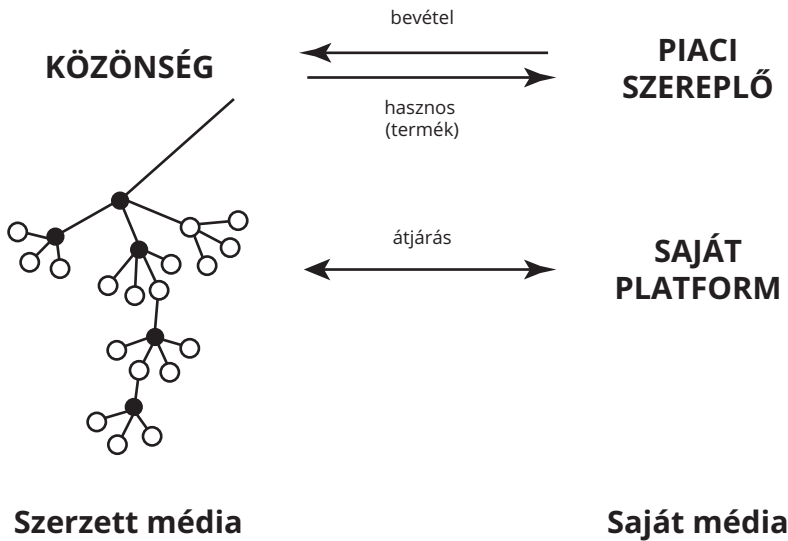 bevétel
KÖZÖNSÉG
PIACI
SZEREPLŐ
hasznos
(termék)
átjárás
SAJÁT
PLATFORM
Szerzett média
Saját média